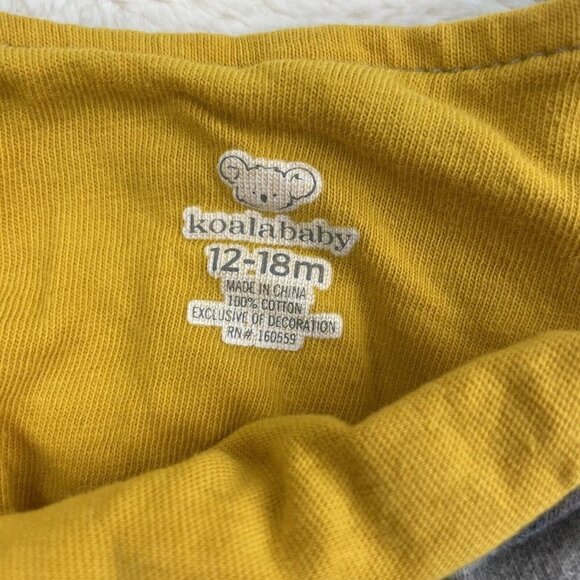 koalababy
12-18m
MADE IN CHINA
100% COTTON
EXCLUSIVE OF DECORATION
RN# 160559